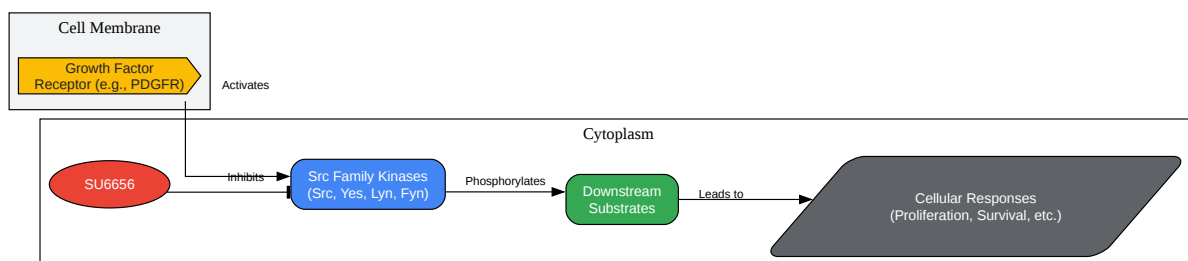 Cell Membrane
Growth Factor
Receptor (e.g., PDGFR)
Activates
Cytoplasm
SU6656
Inhibits
Src Family Kinases
(Src, Yes, Lyn, Fyn)
Phosphorylates
Downstream
Substrates
Leads to
Cellular Responses
(Proliferation, Survival, etc.)